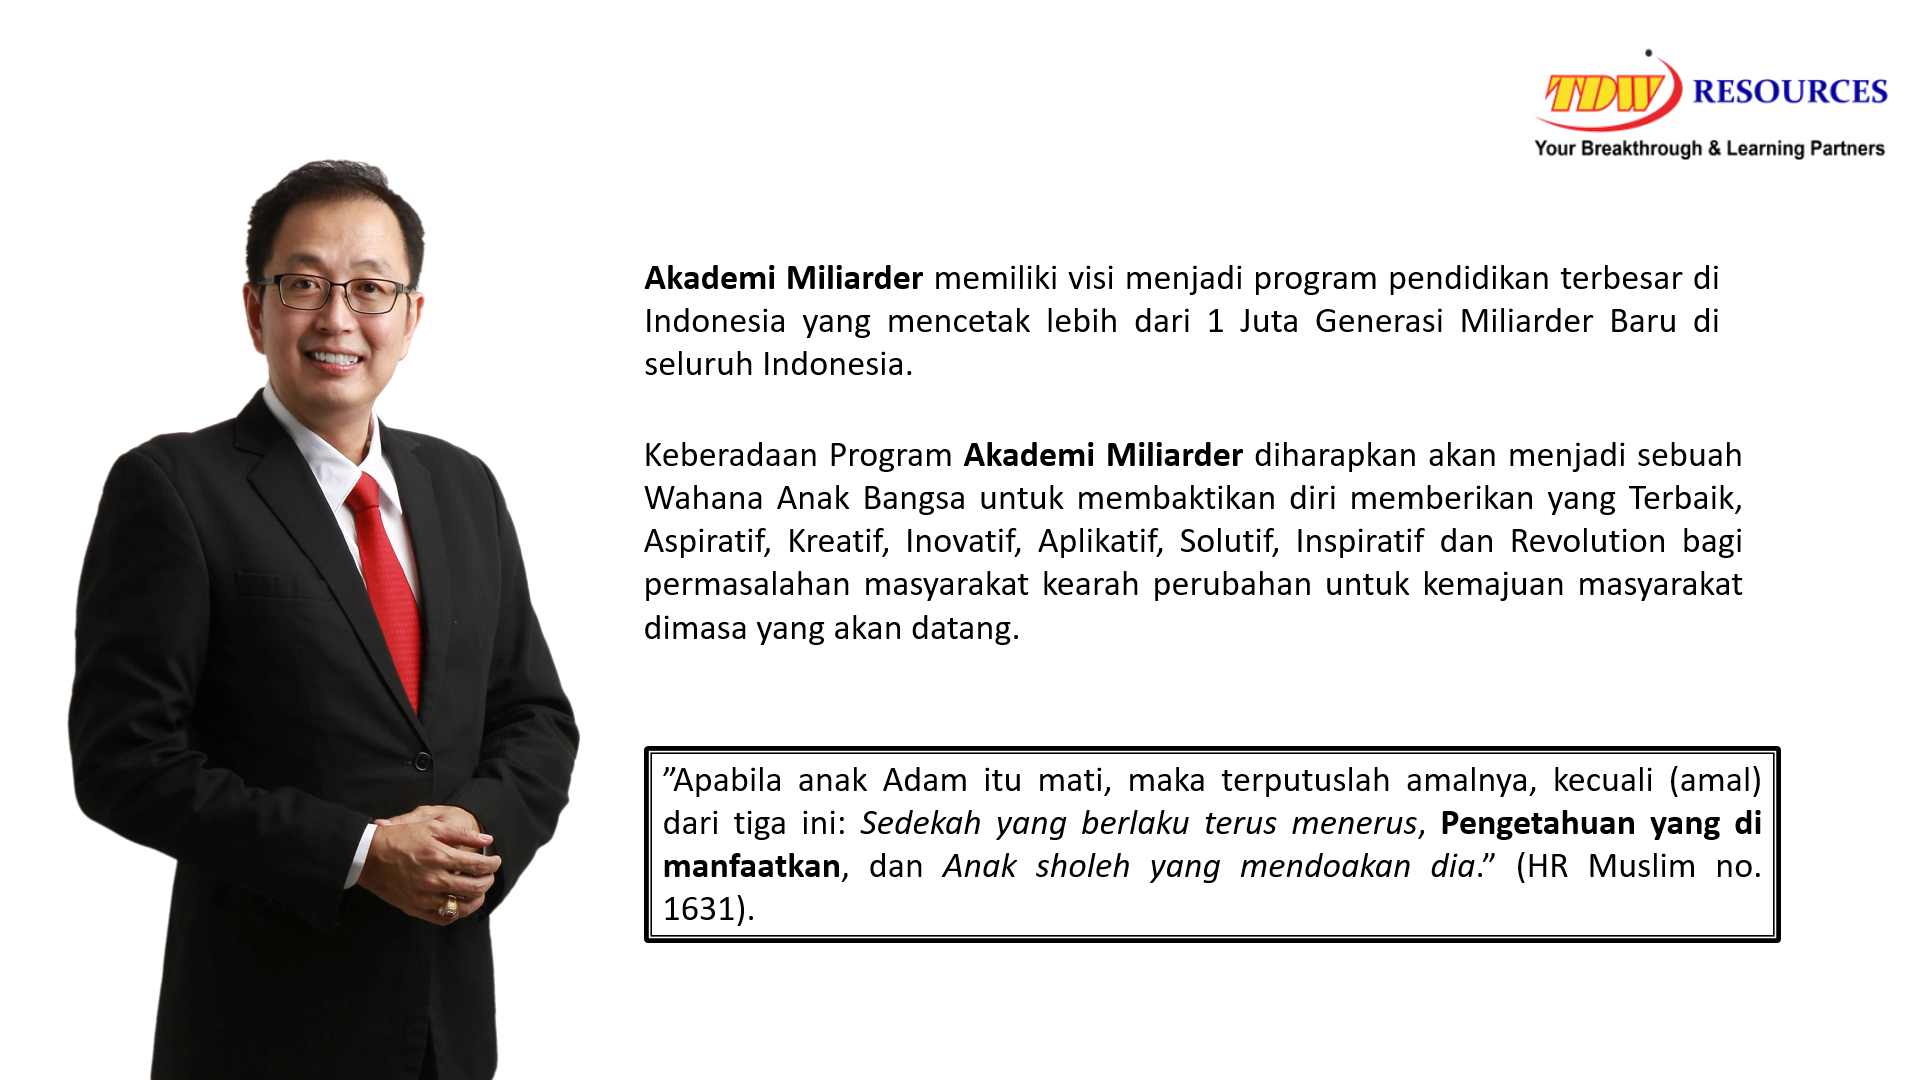 TDW RESOURCES
Your Breakthrough & Learning Partners
Akademi Miliarder memiliki visi menjadi program pendidikan terbesar di
Indonesia yang mencetak lebih dari 1 Juta Generasi Miliarder Baru di
seluruh Indonesia.
Keberadaan Program Akademi Miliarder diharapkan akan menjadi sebuah
Wahana Anak Bangsa untuk membaktikan diri memberikan yang Terbaik,
Aspiratif, Kreatif, Inovatif, Aplikatif, Solutif, Inspiratif dan Revolution bagi
permasalahan masyarakat kearah perubahan untuk kemajuan masyarakat
dimasa yang akan datang.
”Apabila anak Adam itu mati, maka terputuslah amalnya, kecuali (amal)
dari tiga ini: Sedekah yang berlaku terus menerus, Pengetahuan yang di
manfaatkan, dan Anak sholeh yang mendoakan dia.” (HR Muslim no.
1631).